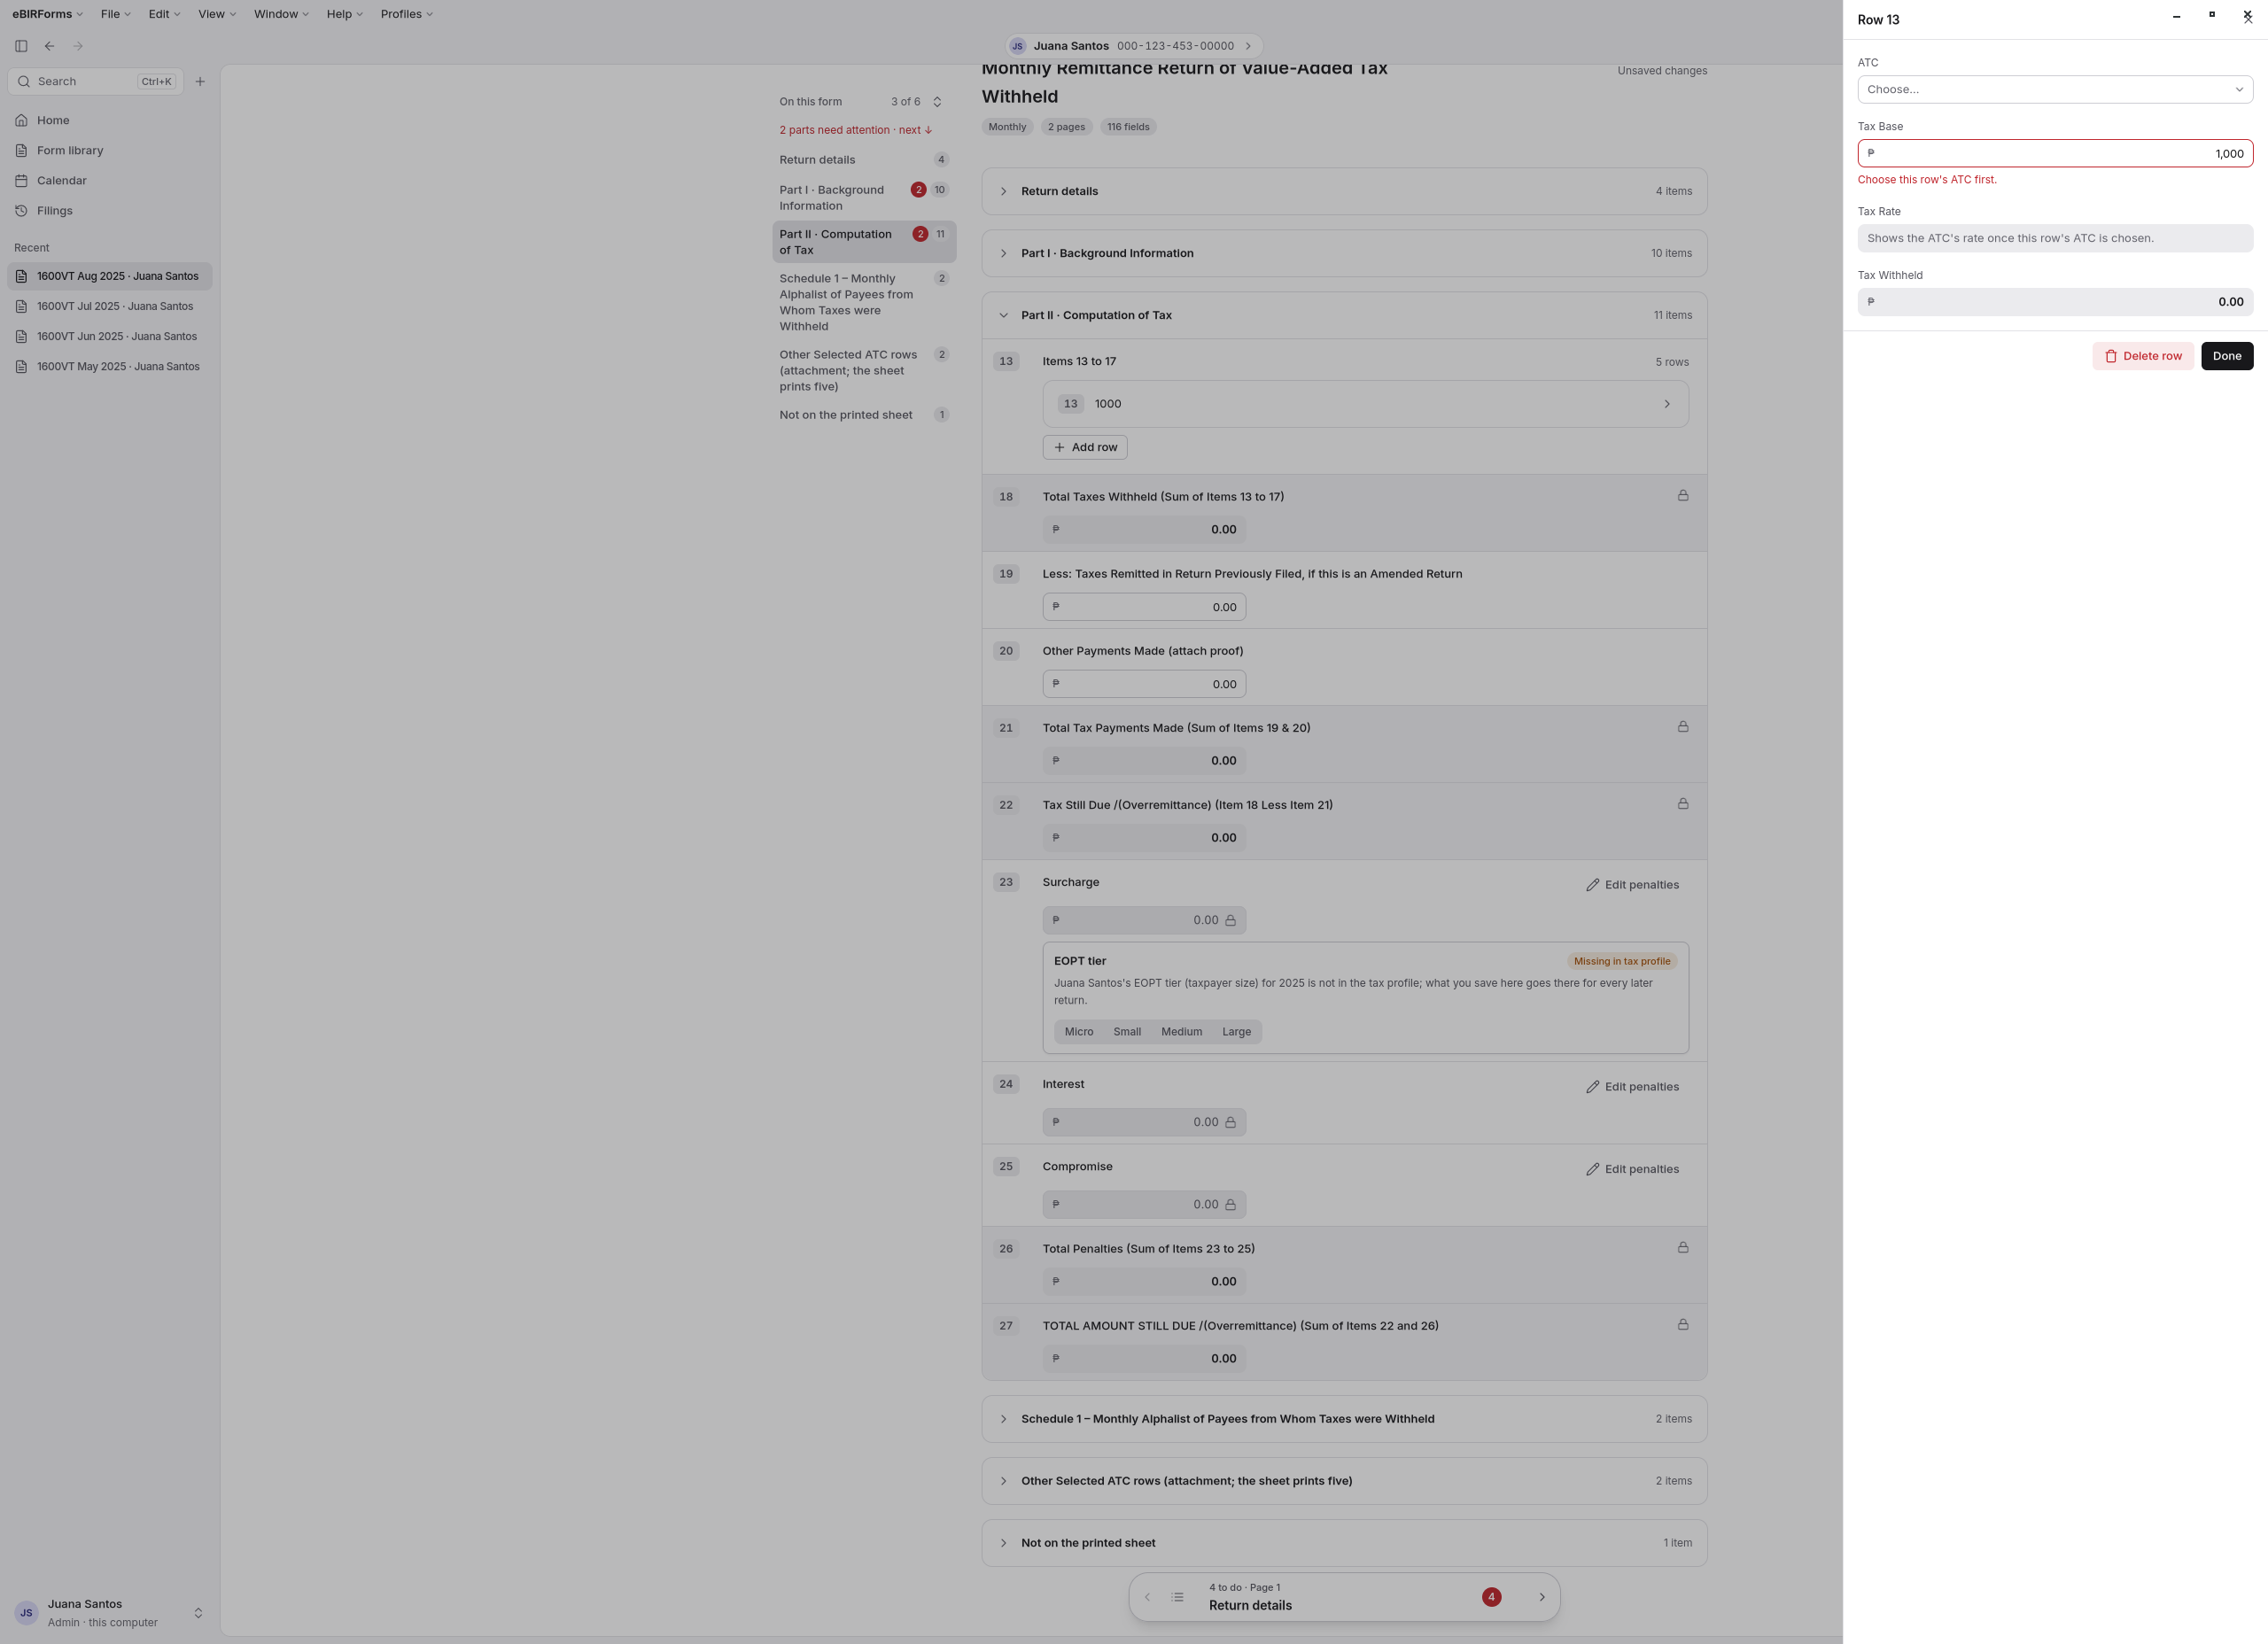 eBIRForms File Edit View Window Help Profiles
JS Juana Santos 000-123-453-00000
Search Ctrl+K
Home
Form library
Calendar
Filings
Recent
1600VT Aug 2025 · Juana Santos
1600VT Jul 2025 · Juana Santos
1600VT Jun 2025 · Juana Santos
1600VT May 2025 · Juana Santos
JS Juana Santos
Admin · this computer
On this form 3 of 6
2 parts need attention · next ↓
Return details 4
Part I · Background 2 10
Information
Part II · Computation 2 11
of Tax
Schedule 1 – Monthly 2
Alphalist of Payees from
Whom Taxes were
Withheld
Other Selected ATC rows 2
(attachment; the sheet
prints five)
Not on the printed sheet 1
Monthly Remittance Return of Value-Added Tax Unsaved changes
Withheld
Monthly 2 pages 116 fields
Return details 4 items
Part I · Background Information 10 items
Part II · Computation of Tax 11 items
13 Items 13 to 17 5 rows
13 1000
Add row
18 Total Taxes Withheld (Sum of Items 13 to 17)
₱ 0.00
19 Less: Taxes Remitted in Return Previously Filed, if this is an Amended Return
₱ 0.00
20 Other Payments Made (attach proof)
₱ 0.00
21 Total Tax Payments Made (Sum of Items 19 & 20)
₱ 0.00
22 Tax Still Due /(Overremittance) (Item 18 Less Item 21)
₱ 0.00
23 Surcharge Edit penalties
₱ 0.00
EOPT tier Missing in tax profile
Juana Santos's EOPT tier (taxpayer size) for 2025 is not in the tax profile; what you save here goes there for every later
return.
Micro Small Medium Large
24 Interest Edit penalties
₱ 0.00
25 Compromise Edit penalties
₱ 0.00
26 Total Penalties (Sum of Items 23 to 25)
₱ 0.00
27 TOTAL AMOUNT STILL DUE /(Overremittance) (Sum of Items 22 and 26)
₱ 0.00
Schedule 1 – Monthly Alphalist of Payees from Whom Taxes were Withheld 2 items
Other Selected ATC rows (attachment; the sheet prints five) 2 items
Not on the printed sheet 1 item
4 to do · Page 1
Return details 4
Row 13
ATC
Choose...
Tax Base
₱ 1,000
Choose this row's ATC first.
Tax Rate
Shows the ATC's rate once this row's ATC is chosen.
Tax Withheld
₱ 0.00
Delete row Done